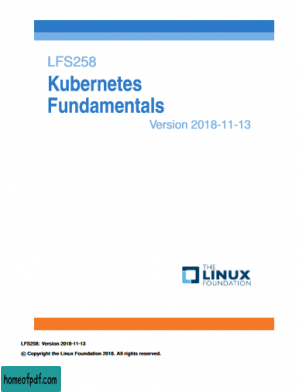 LFS258
Kubernetes
Fundamentals
Version 2018-11-13
THE
LINUX
FOUNDATION
LFS258: Version 2018-11-13
© Copyright the Linux Foundation 2018. All rights reserved.
homeofpdf.com